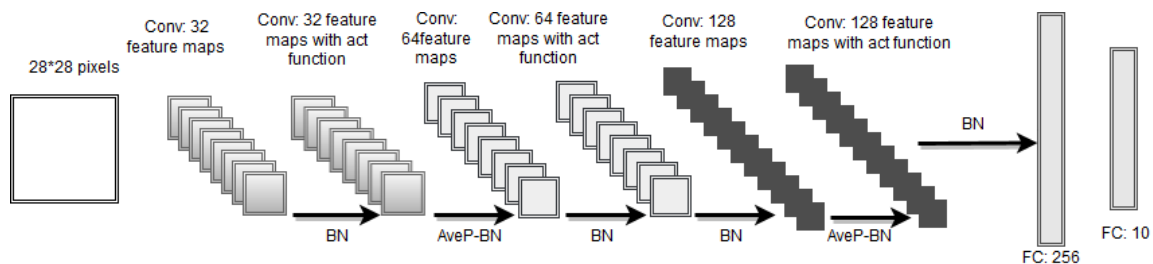 28*28 pixels
Conv: 32
feature maps
Conv: 32 feature
maps with act
function
Conv:
64feature
maps
Conv: 64 feature
maps with act
function
Conv: 128
feature maps
Conv: 128 feature
maps with act function
BN
AveP-BN
BN
BN
AveP-BN
BN
FC: 256
FC: 10